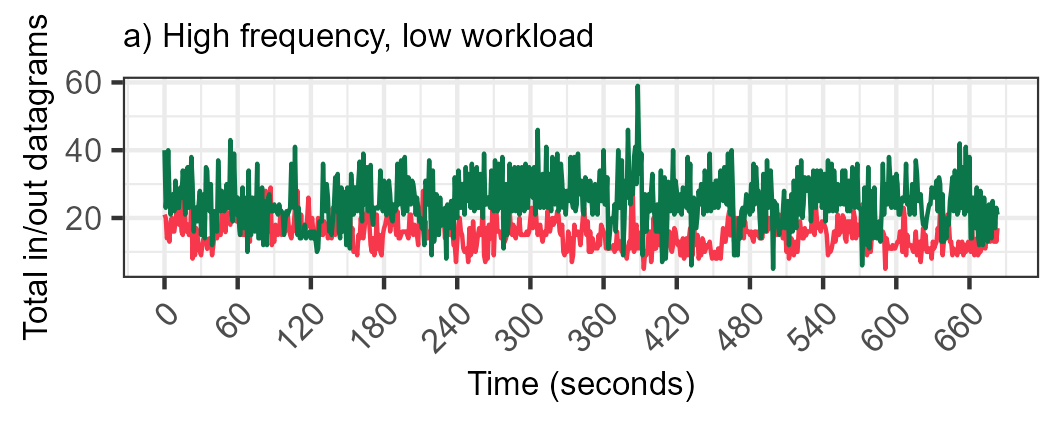 a) High frequency, low workload
Total in/out datagrams
60
40
20
0 60 120 180 240 300 360 420 480 540 600 660
Time (seconds)